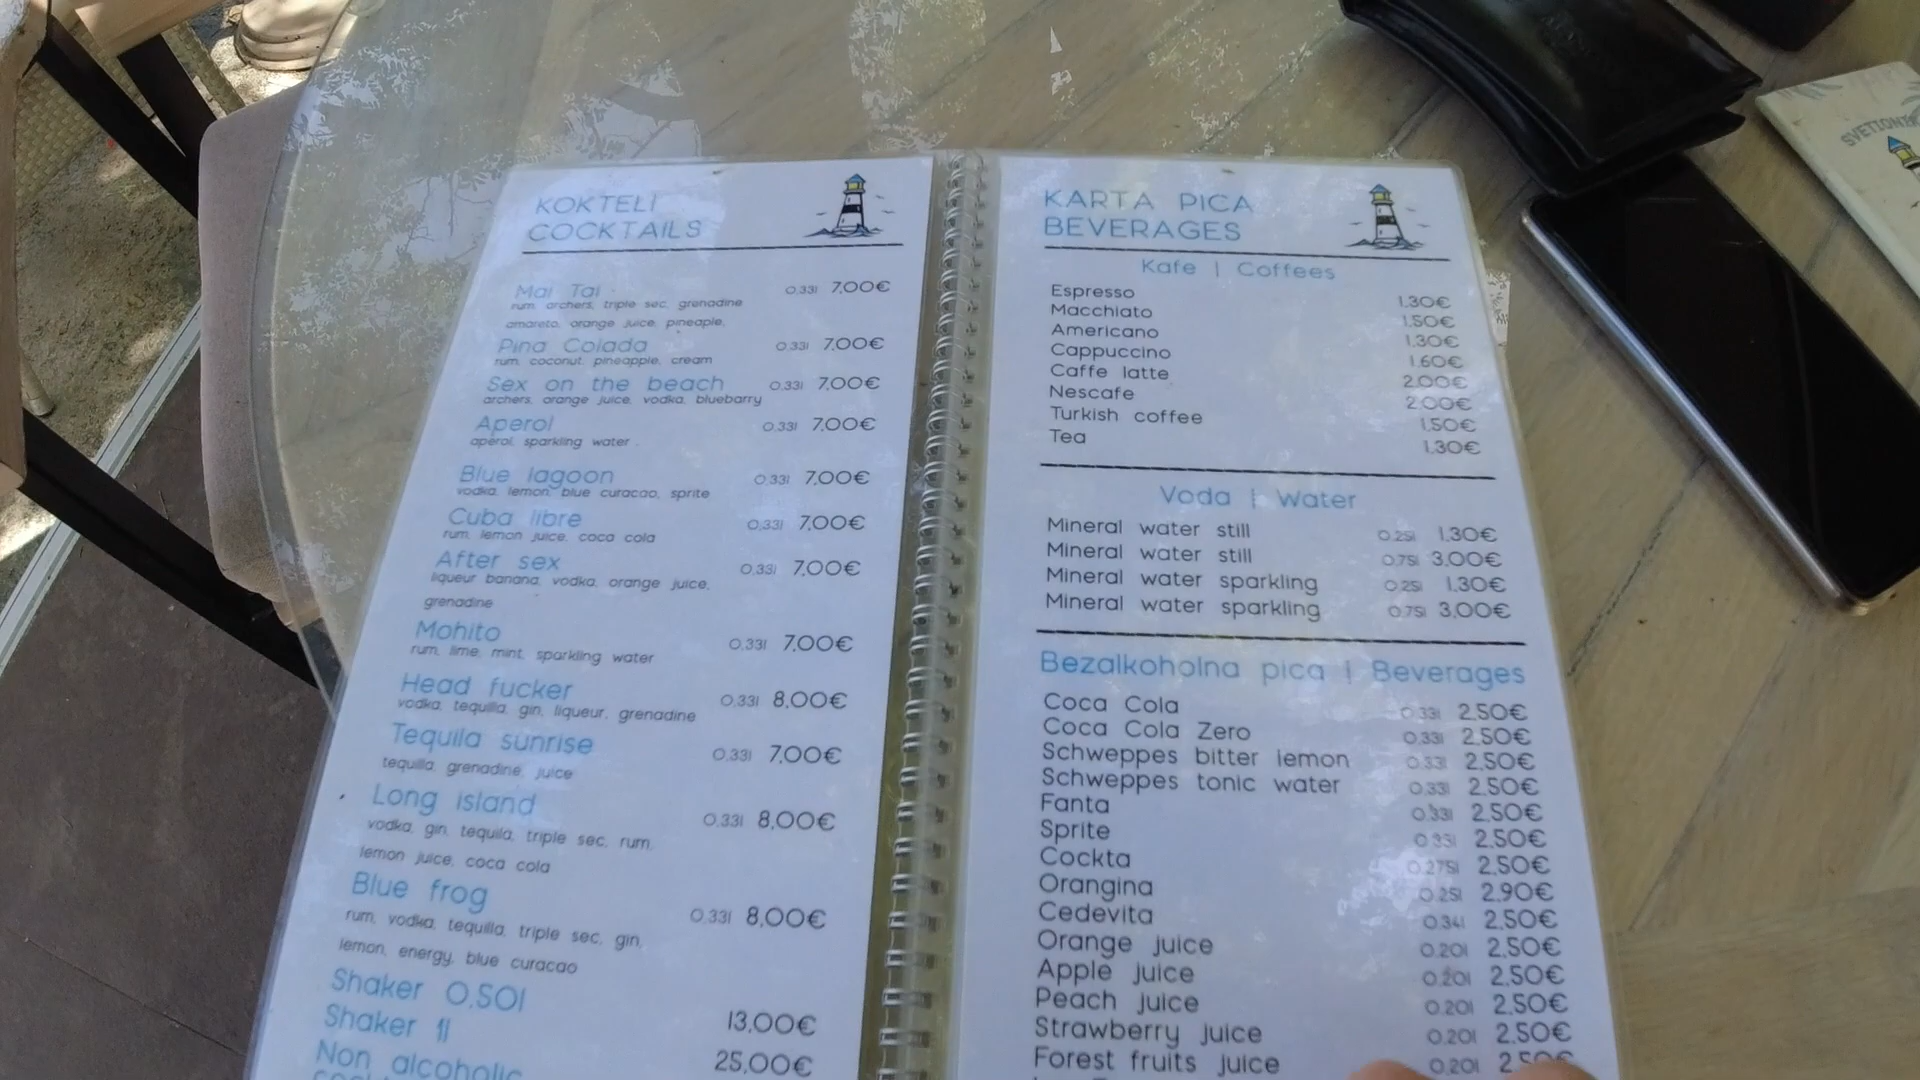 KOKTELI
COCKTAILS
Mai Tai 0,33l 7,00€
rum, archers, triple sec, grenadine
amareto, orange juice, pineaple,
Pina Colada 0,33l 7,00€
rum, coconut, pineapple, cream
Sex on the beach 0,33l 7,00€
archers, orange juice, vodka, bluebarry
Aperol 0,33l 7,00€
aperol, sparkling water
Blue lagoon 0,33l 7,00€
vodka, lemon, blue curacao, sprite
Cuba libre 0,33l 7,00€
rum, lemon juice, coca cola
After sex 0,33l 7,00€
liqueur banana, vodka, orange juice,
grenadine
Mohito 0,33l 7,00€
rum, lime, mint, sparkling water
Head fucker 0,33l 8,00€
vodka, tequilla, gin, liqueur, grenadine
Tequila sunrise 0,33l 7,00€
tequilla, grenadine, juice
Long island 0,33l 8,00€
vodka, gin, tequila, triple sec, rum,
lemon juice, coca cola
Blue frog 0,33l 8,00€
rum, vodka, tequilla, triple sec, gin,
lemon, energy, blue curacao
Shaker 0,50l 13,00€
Shaker 1l 25,00€
Non alcoholic
KARTA PICA
BEVERAGES
Kafe | Coffees
Espresso 1,30€
Macchiato 1,50€
Americano 1,30€
Cappuccino 1,60€
Caffe latte 2,00€
Nescafe 2,00€
Turkish coffee 1,50€
Tea 1,30€
Voda | Water
Mineral water still 0,25l 1,30€
Mineral water still 0,75l 3,00€
Mineral water sparkling 0,25l 1,30€
Mineral water sparkling 0,75l 3,00€
Bezalkoholna pica | Beverages
Coca Cola 0,33l 2,50€
Coca Cola Zero 0,33l 2,50€
Schweppes bitter lemon 0,33l 2,50€
Schweppes tonic water 0,33l 2,50€
Fanta 0,33l 2,50€
Sprite 0,33l 2,50€
Cockta 0,275l 2,50€
Orangina 0,25l 2,90€
Cedevita 0,34l 2,50€
Orange juice 0,20l 2,50€
Apple juice 0,20l 2,50€
Peach juice 0,20l 2,50€
Strawberry juice 0,20l 2,50€
Forest fruits juice 0,20l 2,50€